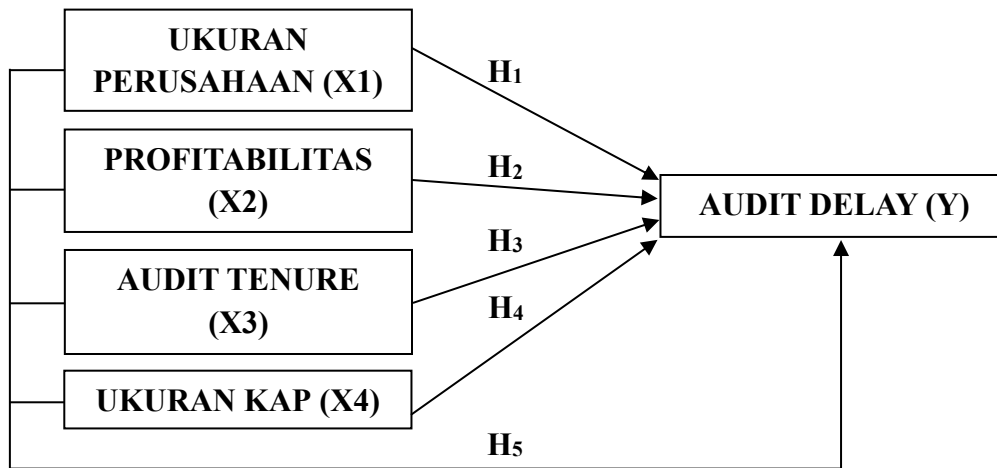 UKURAN
PERUSAHAAN (X1)
H1
PROFITABILITAS
(X2)
H2
AUDIT DELAY (Y)
AUDIT TENURE
(X3)
H3
H4
UKURAN KAP (X4)
H5